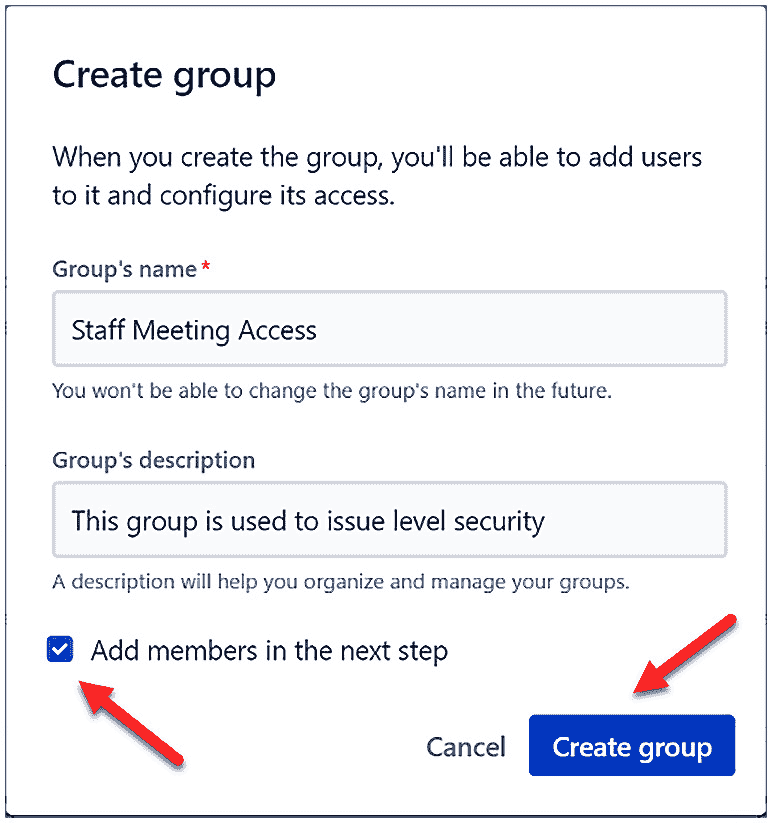 Create group
When you create the group, you'll be able to add users
to it and configure its access.
Group's name *
Staff Meeting Access
You won't be able to change the group's name in the future.
Group's description
This group is used to issue level security
A description will help you organize and manage your groups.
Add members in the next step
Cancel
Create group